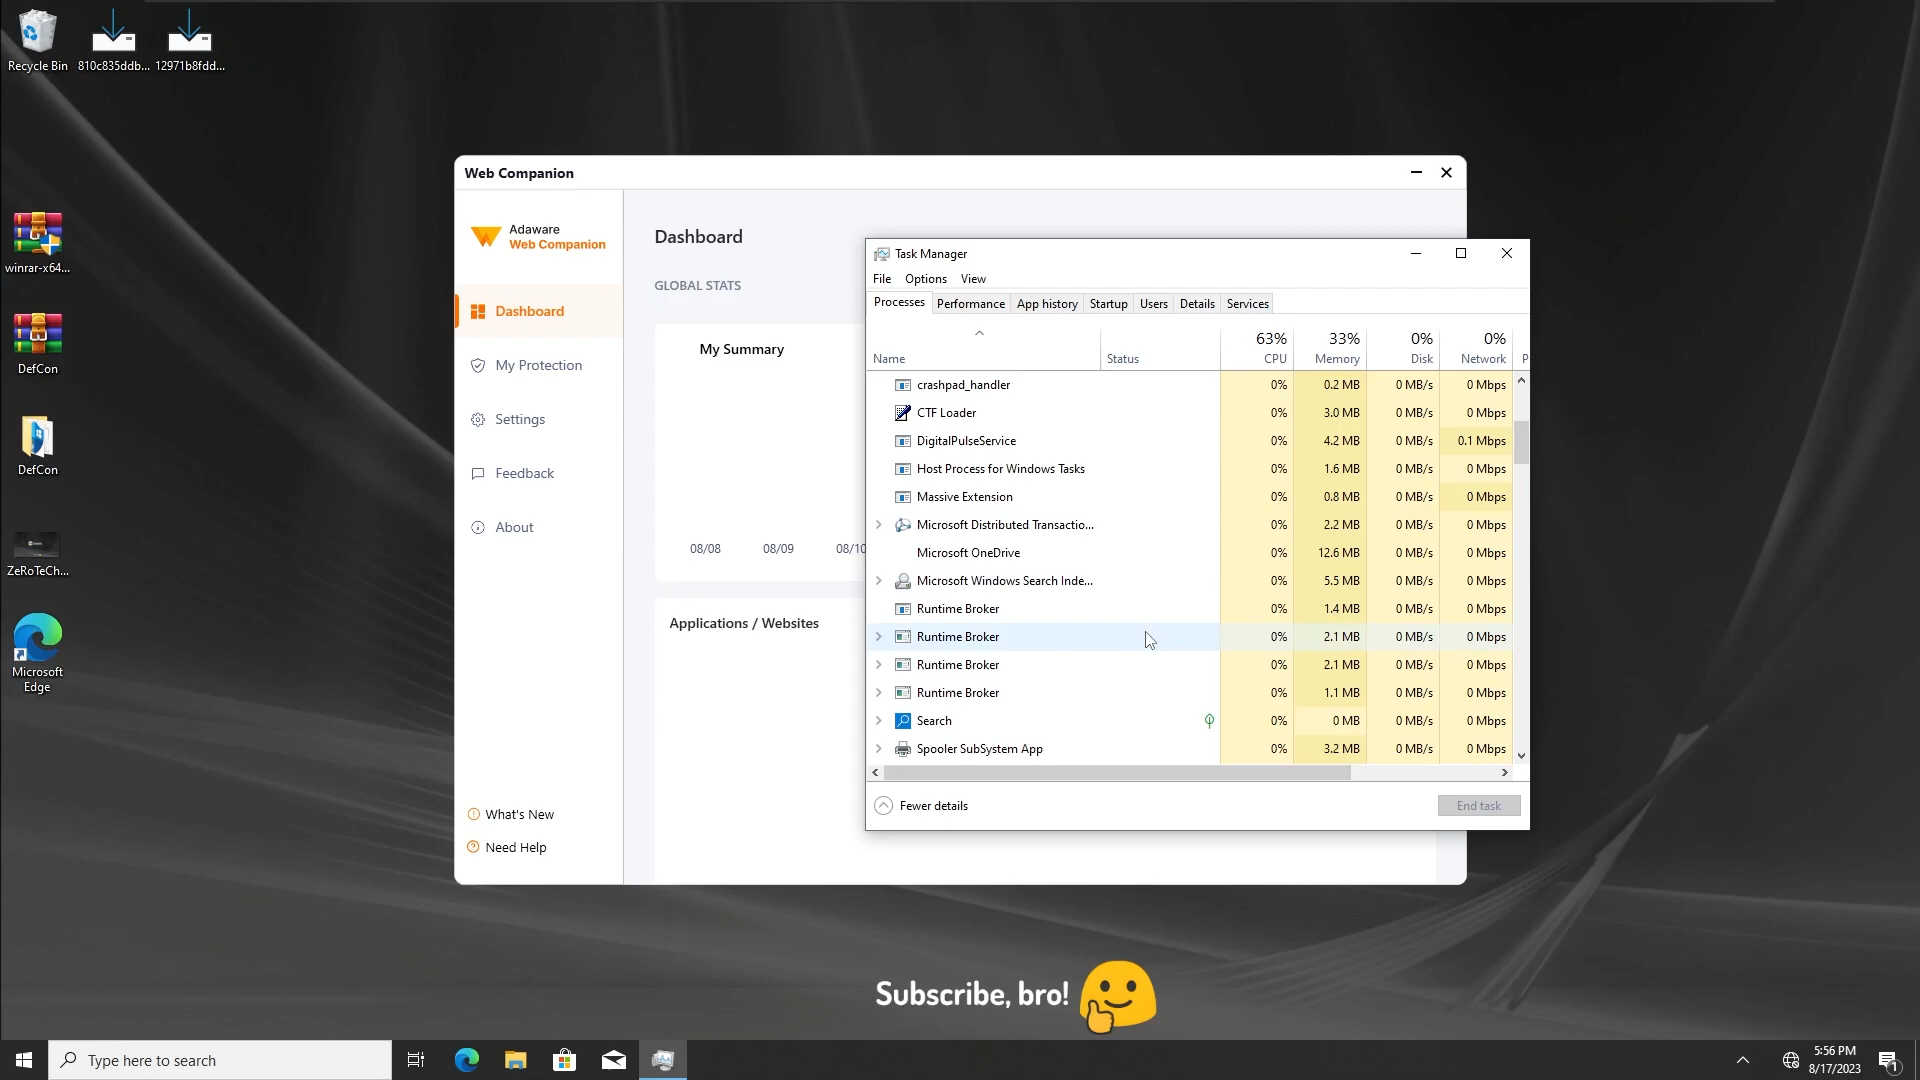 Recycle Bin
810c835ddb...
12971b8fdd...
winrar-x64...
DefCon
DefCon
ZeRoTeCh...
Microsoft
Edge
Web Companion
Adaware
Web Companion
Dashboard
My Protection
Settings
Feedback
About
What's New
Need Help
Dashboard
GLOBAL STATS
My Summary
08/08 08/09 08/10
Applications / Websites
Task Manager
File Options View
Processes Performance App history Startup Users Details Services
63% 33% 0% 0%
Name Status CPU Memory Disk Network P
crashpad_handler 0% 0.2 MB 0 MB/s 0 Mbps
CTF Loader 0% 3.0 MB 0 MB/s 0 Mbps
DigitalPulseService 0% 4.2 MB 0 MB/s 0.1 Mbps
Host Process for Windows Tasks 0% 1.6 MB 0 MB/s 0 Mbps
Massive Extension 0% 0.8 MB 0 MB/s 0 Mbps
Microsoft Distributed Transactio... 0% 2.2 MB 0 MB/s 0 Mbps
Microsoft OneDrive 0% 12.6 MB 0 MB/s 0 Mbps
Microsoft Windows Search Inde... 0% 5.5 MB 0 MB/s 0 Mbps
Runtime Broker 0% 1.4 MB 0 MB/s 0 Mbps
Runtime Broker 0% 2.1 MB 0 MB/s 0 Mbps
Runtime Broker 0% 2.1 MB 0 MB/s 0 Mbps
Runtime Broker 0% 1.1 MB 0 MB/s 0 Mbps
Search 0% 0 MB 0 MB/s 0 Mbps
Spooler SubSystem App 0% 3.2 MB 0 MB/s 0 Mbps
Fewer details End task
Subscribe, bro!
Type here to search
5:56 PM
8/17/2023
1